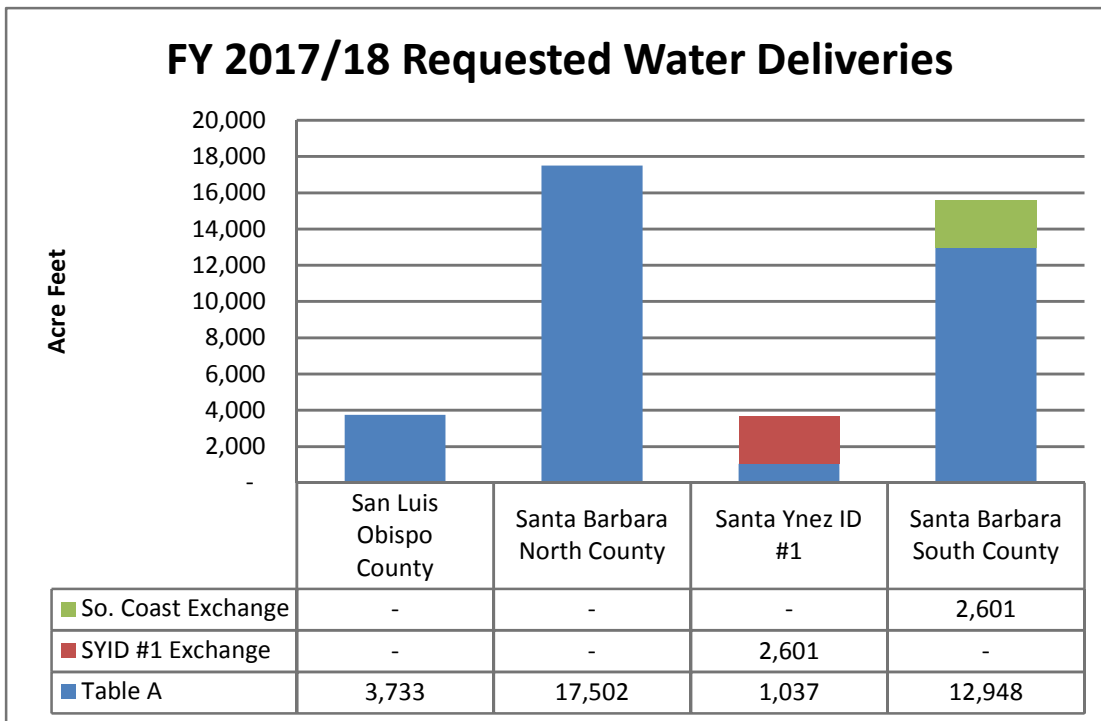 FY 2017/18 Requested Water Deliveries
Acre Feet
20,000
18,000
16,000
14,000
12,000
10,000
8,000
6,000
4,000
2,000
-
San Luis
Obispo
County
Santa Barbara
North County
Santa Ynez ID
#1
Santa Barbara
South County
So. Coast Exchange - - - 2,601
SYID #1 Exchange - - 2,601 -
Table A 3,733 17,502 1,037 12,948